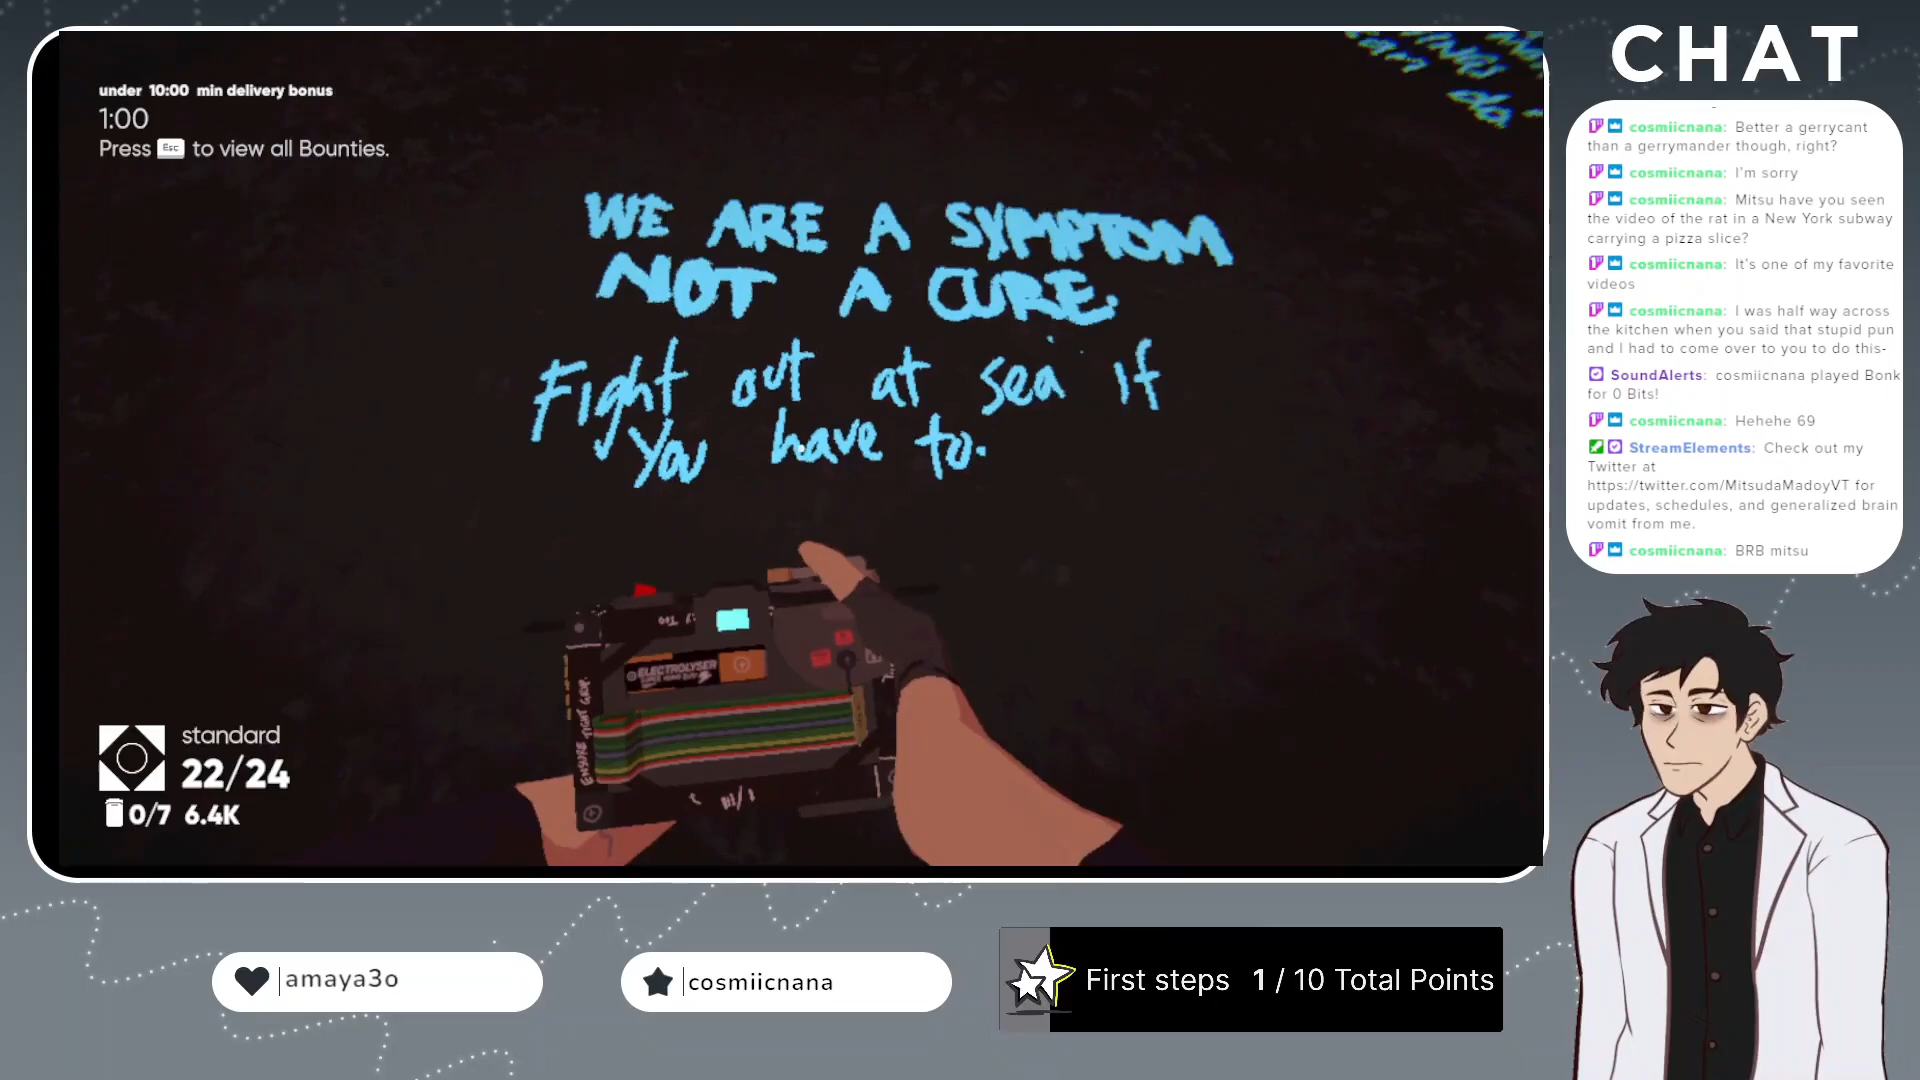 under 10:00 min delivery bonus
1:00
Press Esc to view all Bounties.
WE ARE A SYMPTOM
NOT A CURE.
Fight out at sea if
you have to.
ELECTROLYSER
ENSURE TIGHT GRIP.
standard
22/24
0/7 6.4K
CHAT
cosmiicnana: Better a gerrycant
than a gerrymander though, right?
cosmiicnana: I'm sorry
cosmiicnana: Mitsu have you seen
the video of the rat in a New York subway
carrying a pizza slice?
cosmiicnana: It's one of my favorite
videos
cosmiicnana: I was half way across
the kitchen when you said that stupid pun
and I had to come over to you to do this-
SoundAlerts: cosmiicnana played Bonk
for 0 Bits!
cosmiicnana: Hehehe 69
StreamElements: Check out my
Twitter at
https://twitter.com/MitsudaMadoyVT for
updates, schedules, and generalized brain
vomit from me.
cosmiicnana: BRB mitsu
amaya3o
cosmiicnana
First steps 1 / 10 Total Points